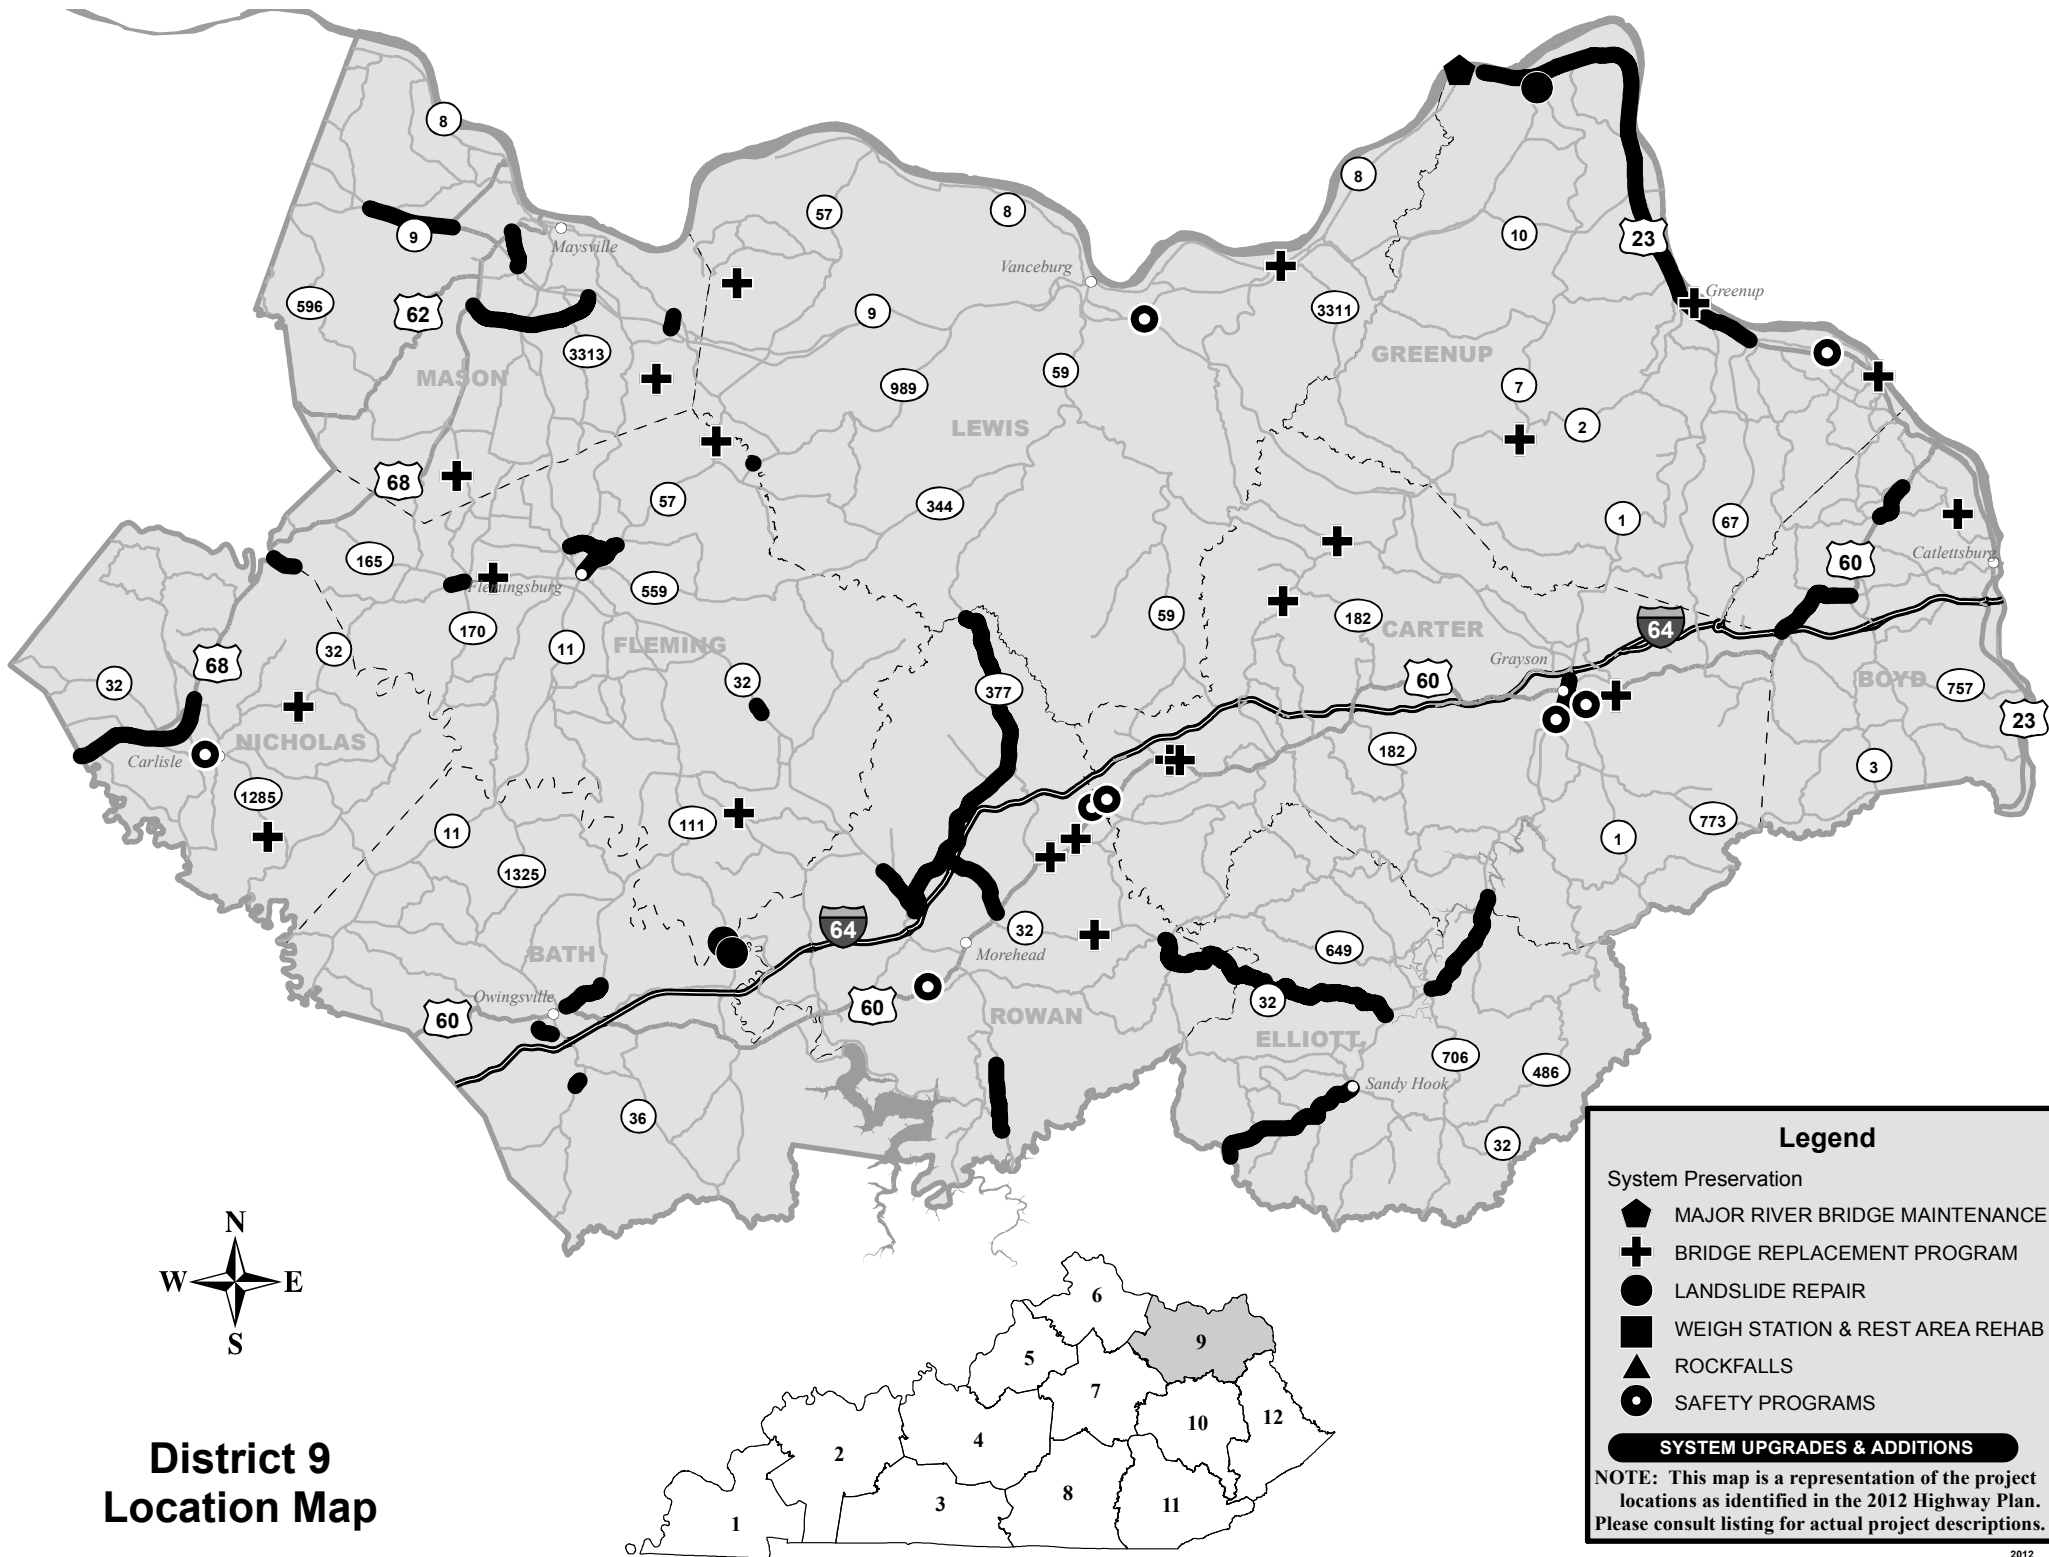 8
8
57
8
10
23
9
Maysville
Vanceburg
Greenup
596
62
9
3311
3313
GREENUP
MASON
989
59
7
2
LEWIS
68
57
344
1
67
165
60
Catlettsburg
Flemingsburg
559
170
59
182
CARTER
64
32
11
FLEMING
68
Grayson
32
32
377
60
BOYD
757
23
NICHOLAS
Carlisle
182
3
1285
111
773
11
1
1325
64
32
649
BATH
Morehead
Owingsville
60
60
32
ROWAN
ELLIOTT
706
486
Sandy Hook
36
32
Legend
System Preservation
MAJOR RIVER BRIDGE MAINTENANCE
BRIDGE REPLACEMENT PROGRAM
LANDSLIDE REPAIR
WEIGH STATION & REST AREA REHAB
ROCKFALLS
SAFETY PROGRAMS
SYSTEM UPGRADES & ADDITIONS
NOTE: This map is a representation of the project
locations as identified in the 2012 Highway Plan.
Please consult listing for actual project descriptions.
2012
N
W E
S
District 9
Location Map
6
9
5
7
12
10
4
2
8
3
11
1